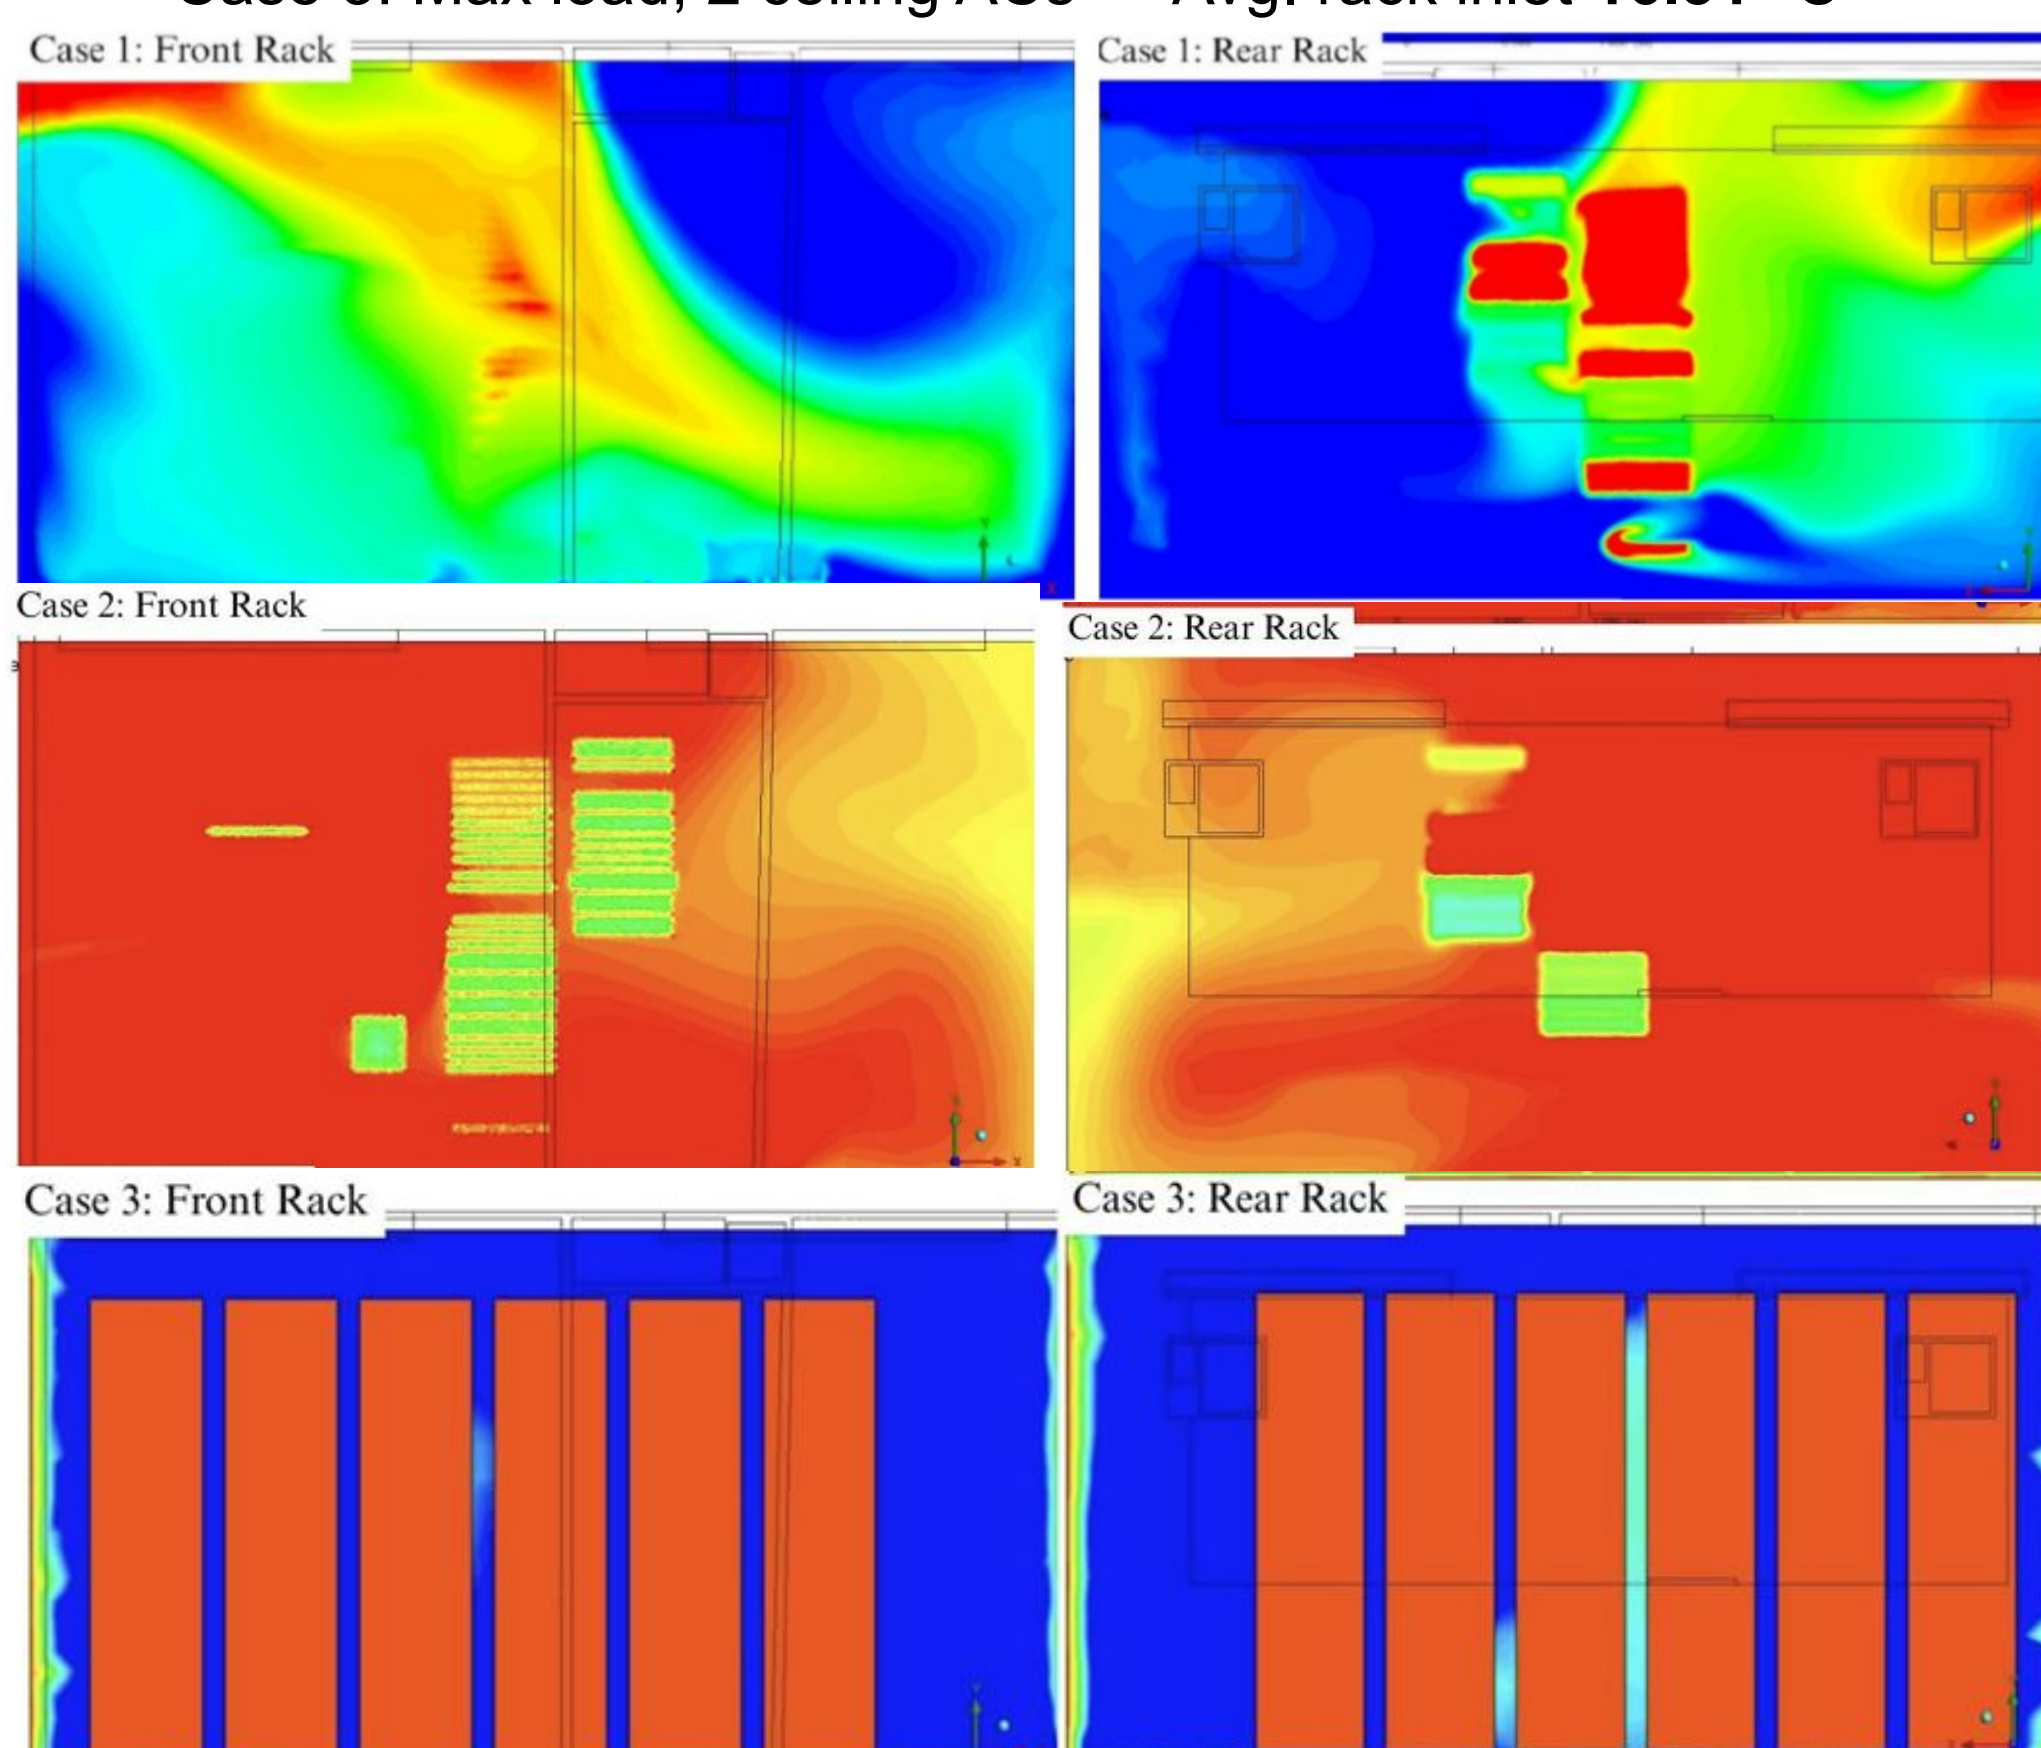 Case 1: Front Rack
Case 1: Rear Rack
Case 2: Front Rack
Case 2: Rear Rack
Case 3: Front Rack
Case 3: Rear Rack